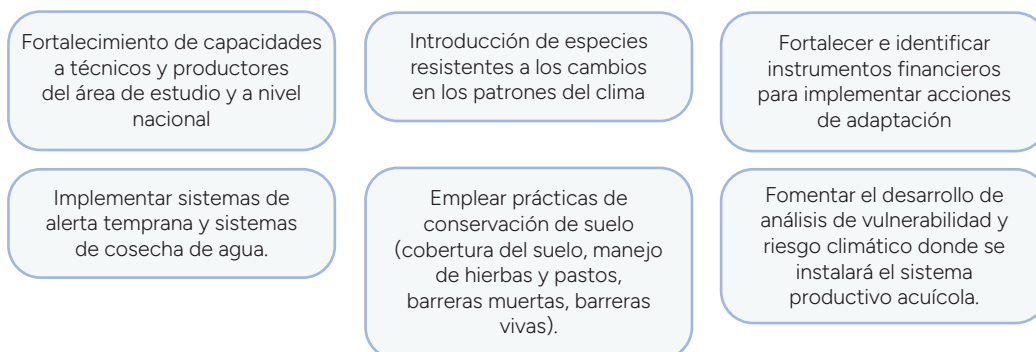 Fortalecimiento de capacidades
a técnicos y productores
del área de estudio y a nivel
nacional
Introducción de especies
resistentes a los cambios
en los patrones del clima
Fortalecer e identificar
instrumentos financieros
para implementar acciones
de adaptación
Implementar sistemas de
alerta temprana y sistemas
de cosecha de agua.
Emplear prácticas de
conservación de suelo
(cobertura del suelo, manejo
de hierbas y pastos,
barreras muertas, barreras
vivas).
Fomentar el desarrollo de
análisis de vulnerabilidad y
riesgo climático donde se
instalará el sistema
productivo acuícola.